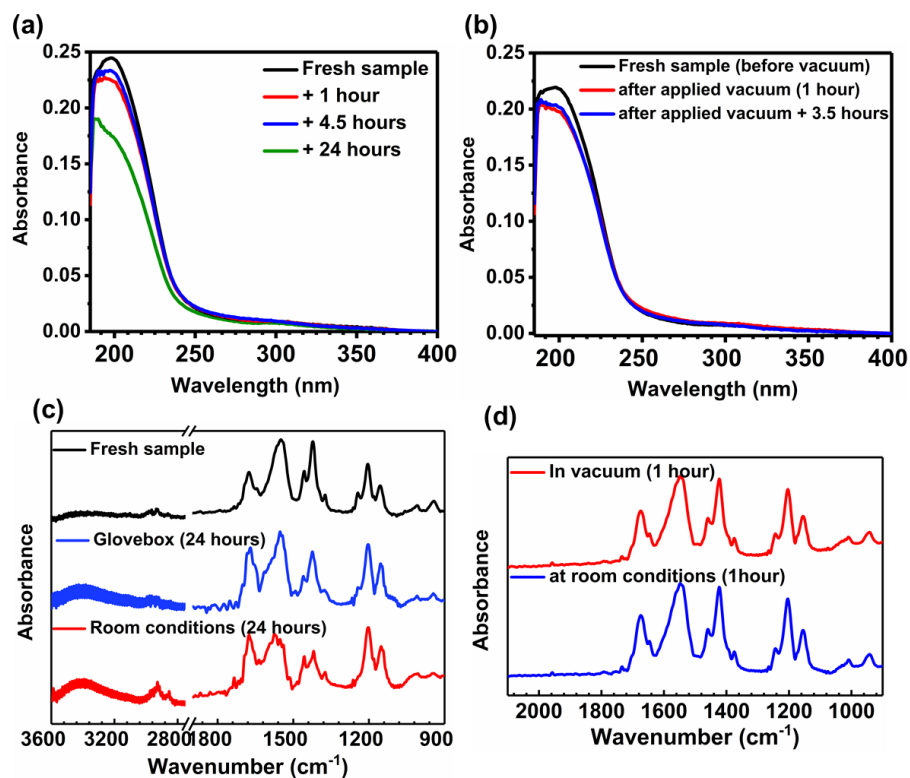 (a)
0.25
0.20
0.15
0.10
0.05
0.00
Absorbance
Fresh sample
+ 1 hour
+ 4.5 hours
+ 24 hours
200
250
300
350
400
Wavelength (nm)
(b)
0.25
0.20
0.15
0.10
0.05
0.00
Absorbance
Fresh sample (before vacuum)
after applied vacuum (1 hour)
after applied vacuum + 3.5 hours
200
250
300
350
400
Wavelength (nm)
(c)
Absorbance
Fresh sample
Glovebox (24 hours)
Room conditions (24 hours)
3600
3200
2800
1800
1500
1200
900
Wavenumber (cm⁻¹)
(d)
Absorbance
In vacuum (1 hour)
at room conditions (1hour)
2000
1800
1600
1400
1200
1000
Wavenumber (cm⁻¹)